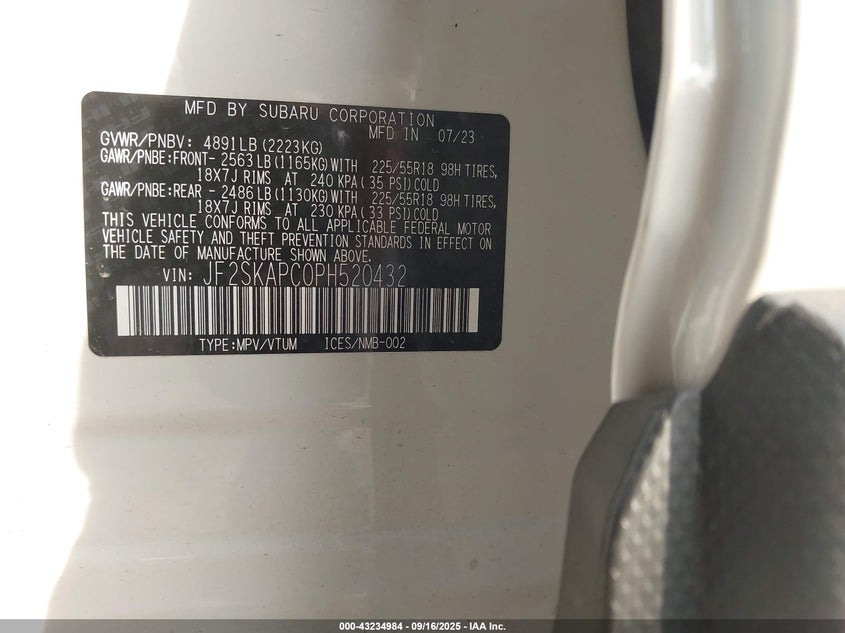 MFD BY SUBARU CORPORATION
MFD IN 07/23
GVWR/PNBV: 4891LB(2223KG)
GAWR/PNBE:FRONT- 2563LB(1165KG)WITH 225/55R18 98H TIRES,
18X7J RIMS AT 240 KPA( 35 PSI)COLD
GAWR/PNBE:REAR - 2486LB(1130KG)WITH 225/55R18 98H TIRES,
18X7J RIMS AT 230 KPA( 33 PSI)COLD
THIS VEHICLE CONFORMS TO ALL APPLICABLE FEDERAL MOTOR
VEHICLE SAFETY AND THEFT PREVENTION STANDARDS IN EFFECT ON
THE DATE OF MANUFACTURE SHOWN ABOVE.
VIN: JF2SKAPC0PH520432
TYPE:MPV/VTUM ICES/NMB-002
000-43234984 - 09/16/2025 - IAA Inc.